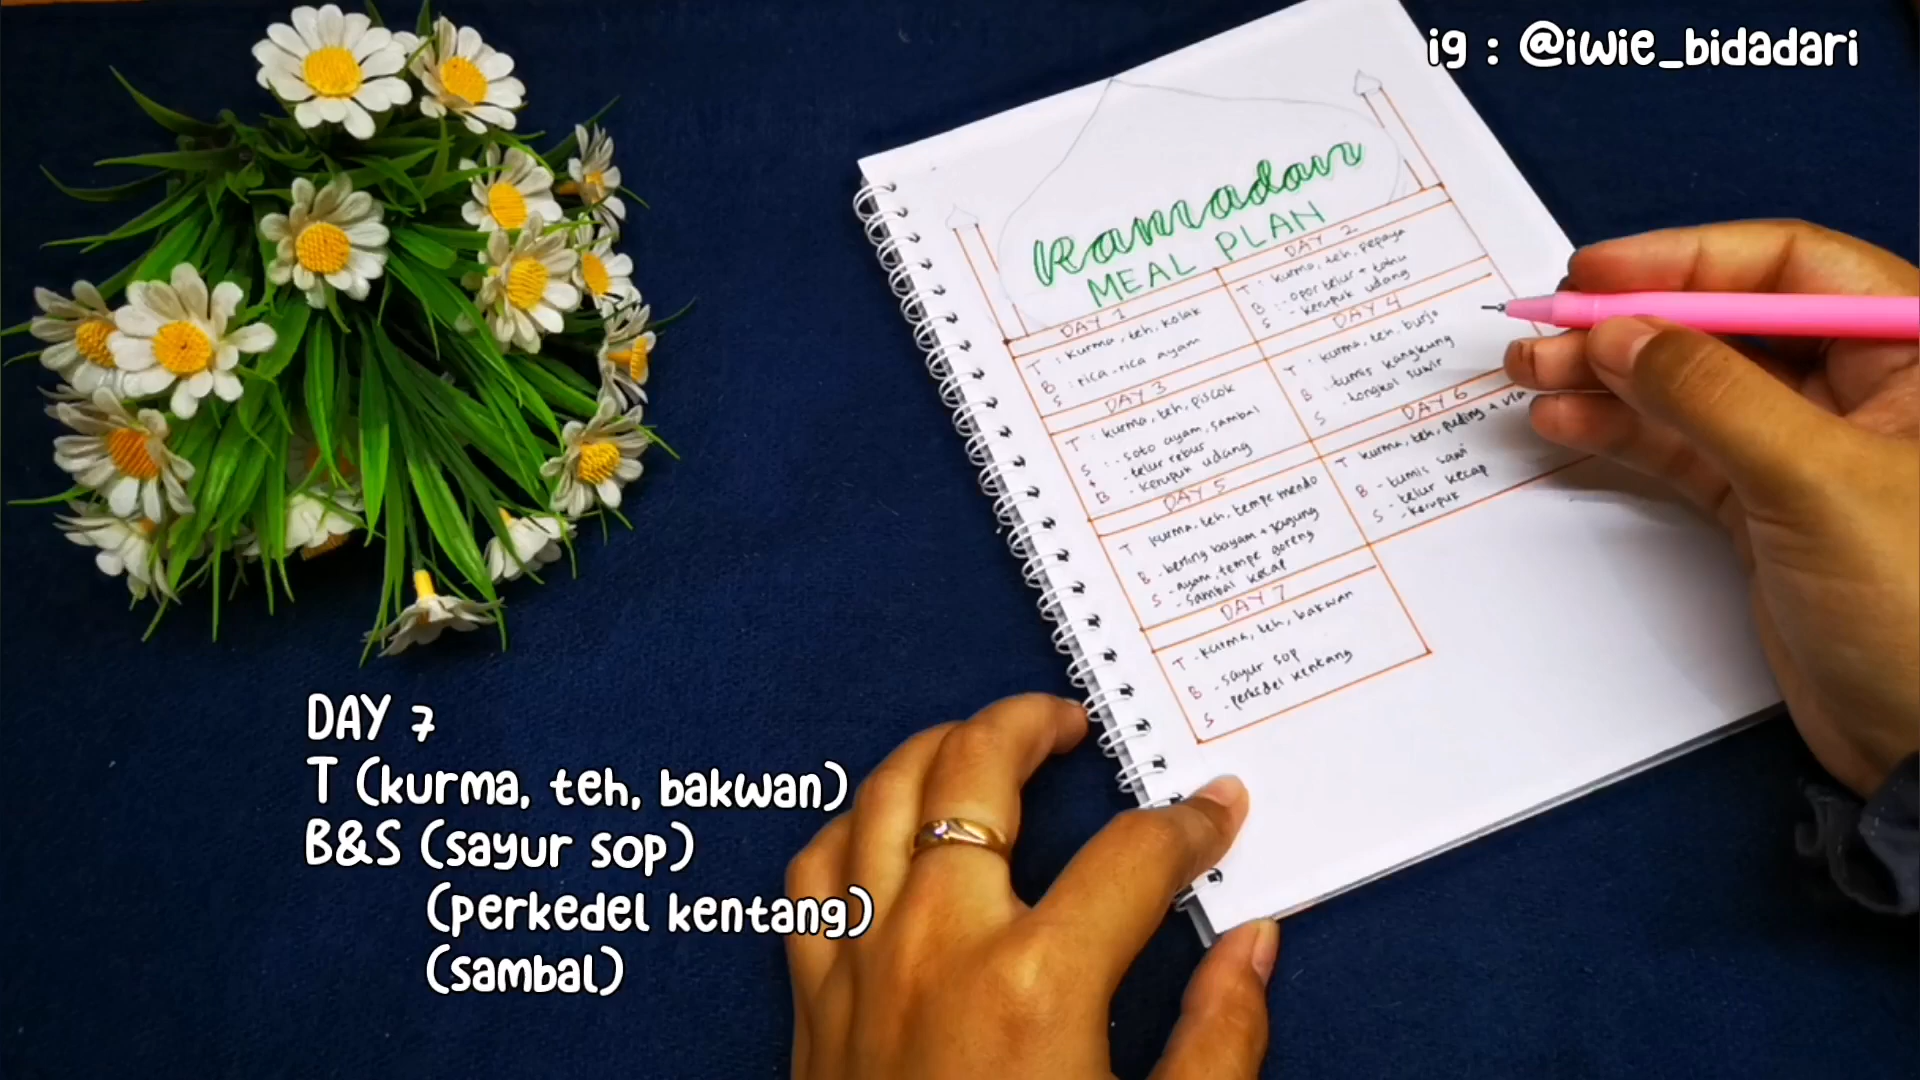 ig : @iwie_bidadari
Ramadan
MEAL PLAN
DAY 1
T : kurma, teh, kolak
B : rica-rica ayam
S
DAY 2
T : kurma, teh, pepaya
B : - opor telur + tahu
S - kerupuk udang
DAY 3
T : kurma, teh, piscok
S : - soto ayam, sambal
- telur rebus
B - kerupuk udang
DAY 4
T : kurma, teh, burjo
B - tumis kangkung
S - tongkol suwir
DAY 5
T kurma, teh, tempe mendo
B - bening bayam + jagung
- ayam, tempe goreng
S - sambal kecap
DAY 6
T kurma, teh, puding + vla
B - tumis sawi
- telur kecap
S - kerupuk
DAY 7
T - kurma, teh, bakwan
B - sayur sop
S - perkedel kentang
DAY 7
T (kurma, teh, bakwan)
B&S (sayur sop)
(perkedel kentang)
(sambal)